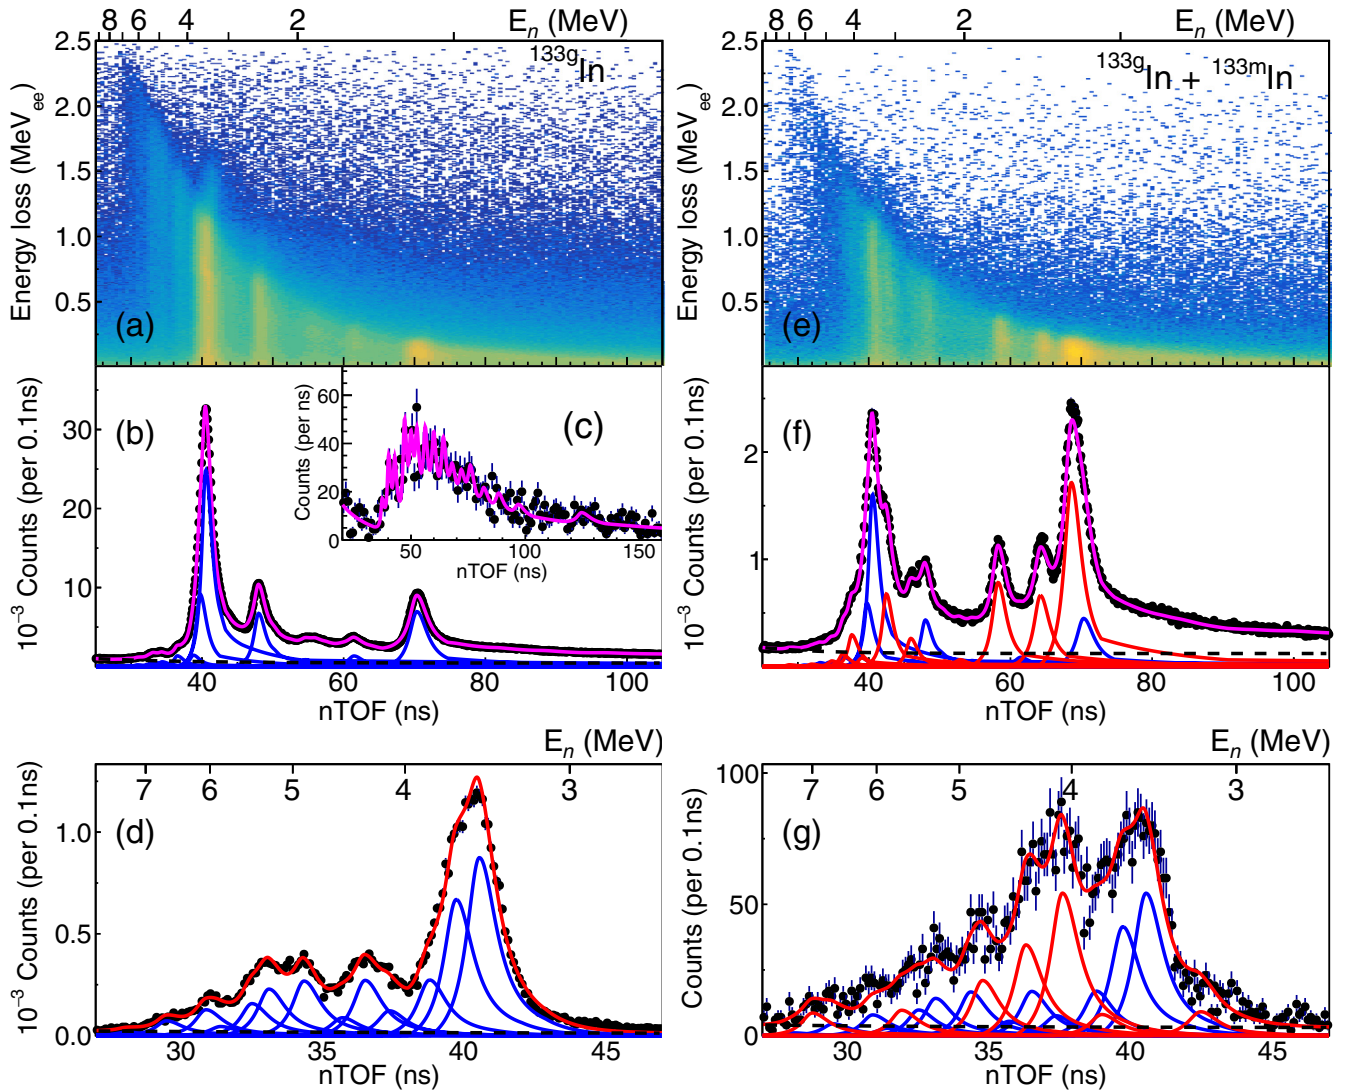 8 6 4 2 E_n (MeV)
2.5
2.0
1.5
1.0
0.5
Energy loss (MeV_ee)
^133g In
(a)
8 6 4 2 E_n (MeV)
2.5
2.0
1.5
1.0
0.5
Energy loss (MeV_ee)
^133g In + ^133m In
(e)
30
20
10
10^−3 Counts (per 0.1ns)
(b)
40 60 80 100
nTOF (ns)
60
40
20
0
Counts (per ns)
(c)
50 100 150
nTOF (ns)
2
1
10^−3 Counts (per 0.1ns)
(f)
40 60 80 100
nTOF (ns)
E_n (MeV)
7 6 5 4 3
1.0
0.5
0.0
10^−3 Counts (per 0.1ns)
(d)
30 35 40 45
nTOF (ns)
E_n (MeV)
7 6 5 4 3
100
50
0
Counts (per 0.1ns)
(g)
30 35 40 45
nTOF (ns)